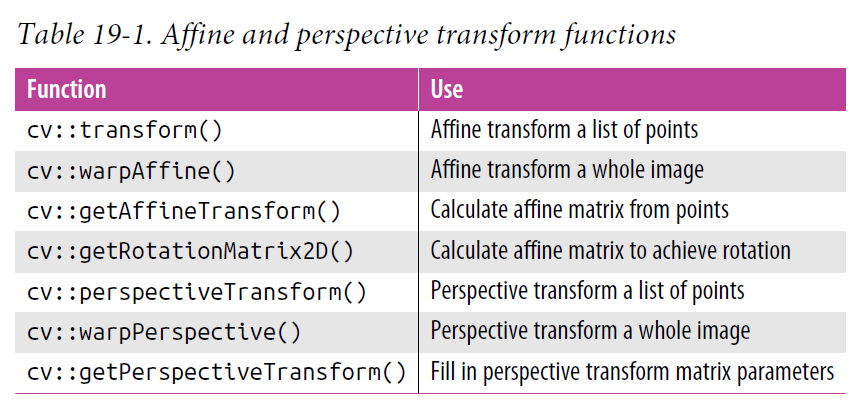 Table 19-1. Affine and perspective transform functions
Function Use
cv::transform() Affine transform a list of points
cv::warpAffine() Affine transform a whole image
cv::getAffineTransform() Calculate affine matrix from points
cv::getRotationMatrix2D() Calculate affine matrix to achieve rotation
cv::perspectiveTransform() Perspective transform a list of points
cv::warpPerspective() Perspective transform a whole image
cv::getPerspectiveTransform() Fill in perspective transform matrix parameters